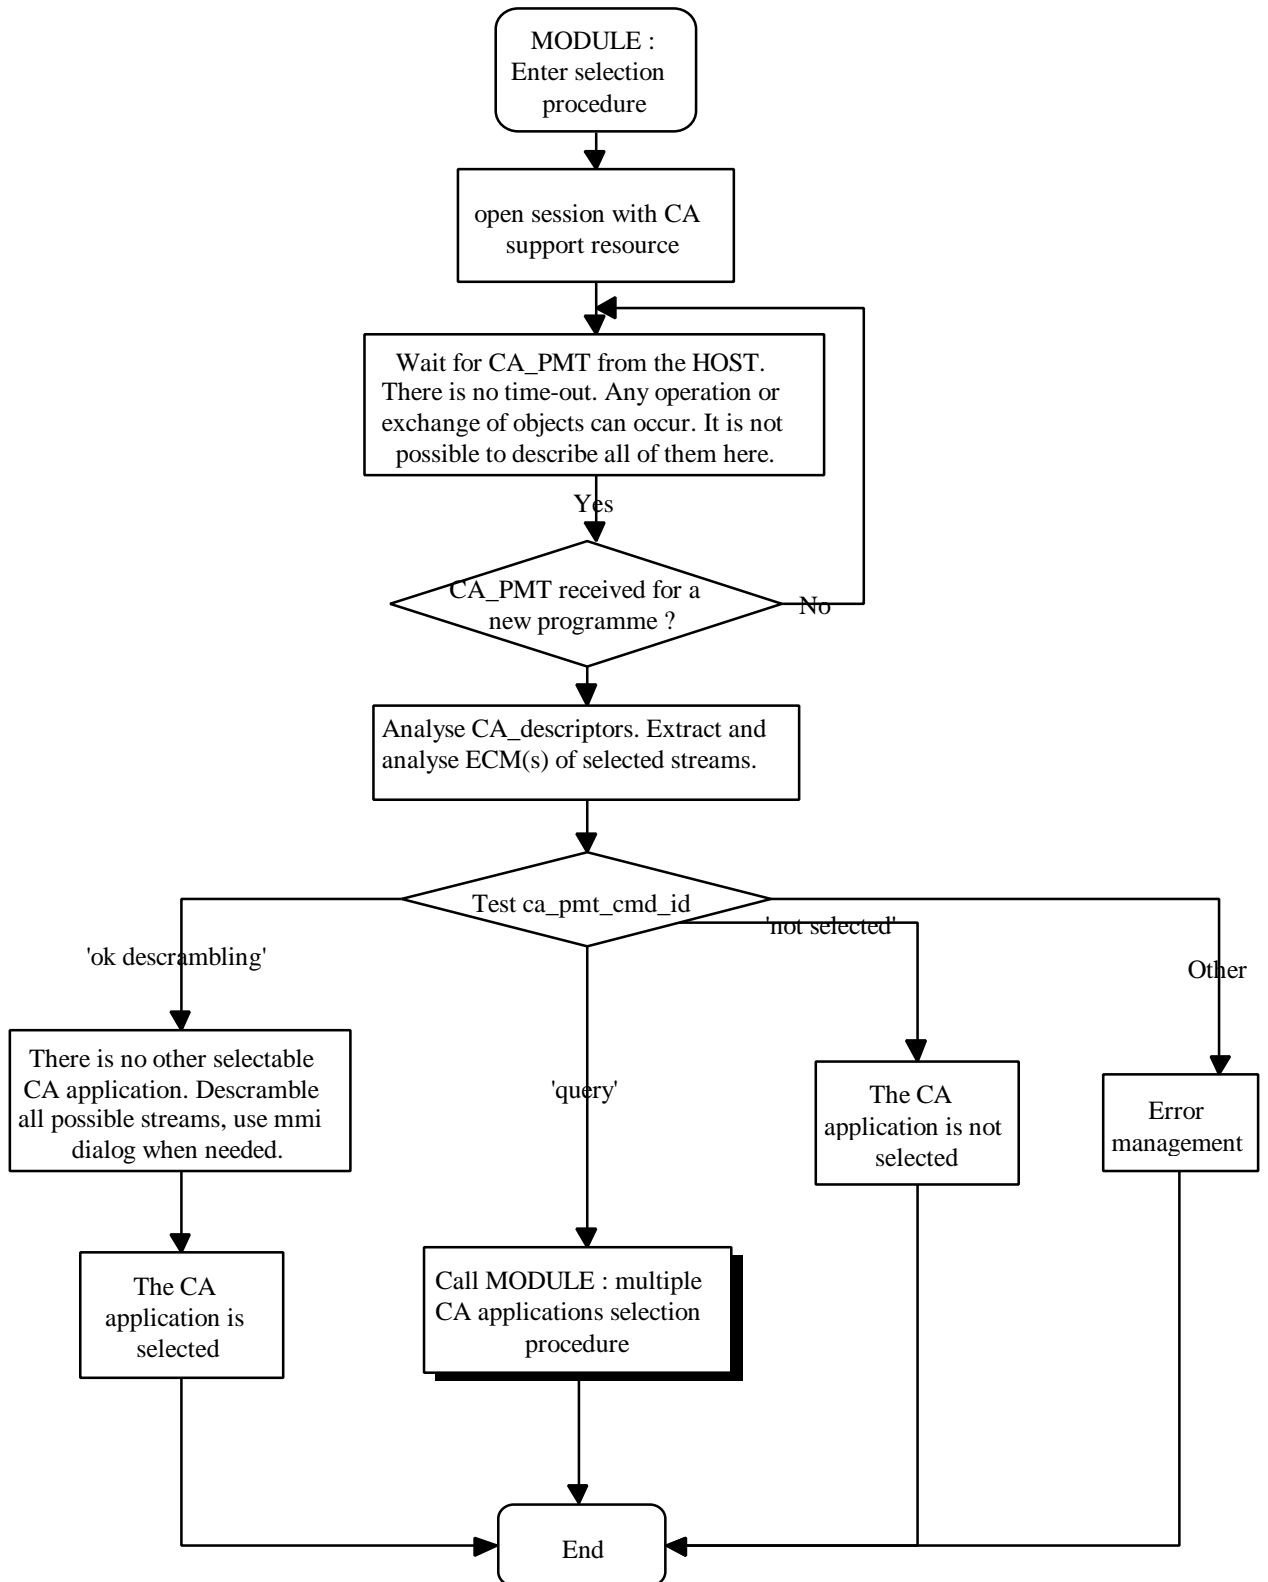 MODULE :
Enter selection
procedure
open session with CA
support resource
Wait for CA_PMT from the HOST.
There is no time-out. Any operation or
exchange of objects can occur. It is not
possible to describe all of them here.
Yes
CA_PMT received for a
new programme ?
No
Analyse CA_descriptors. Extract and
analyse ECM(s) of selected streams.
Test ca_pmt_cmd_id
'ok descrambling'
'query'
'not selected'
Other
There is no other selectable
CA application. Descramble
all possible streams, use mmi
dialog when needed.
The CA
application is not
selected
Error
management
The CA
application is
selected
Call MODULE : multiple
CA applications selection
procedure
End